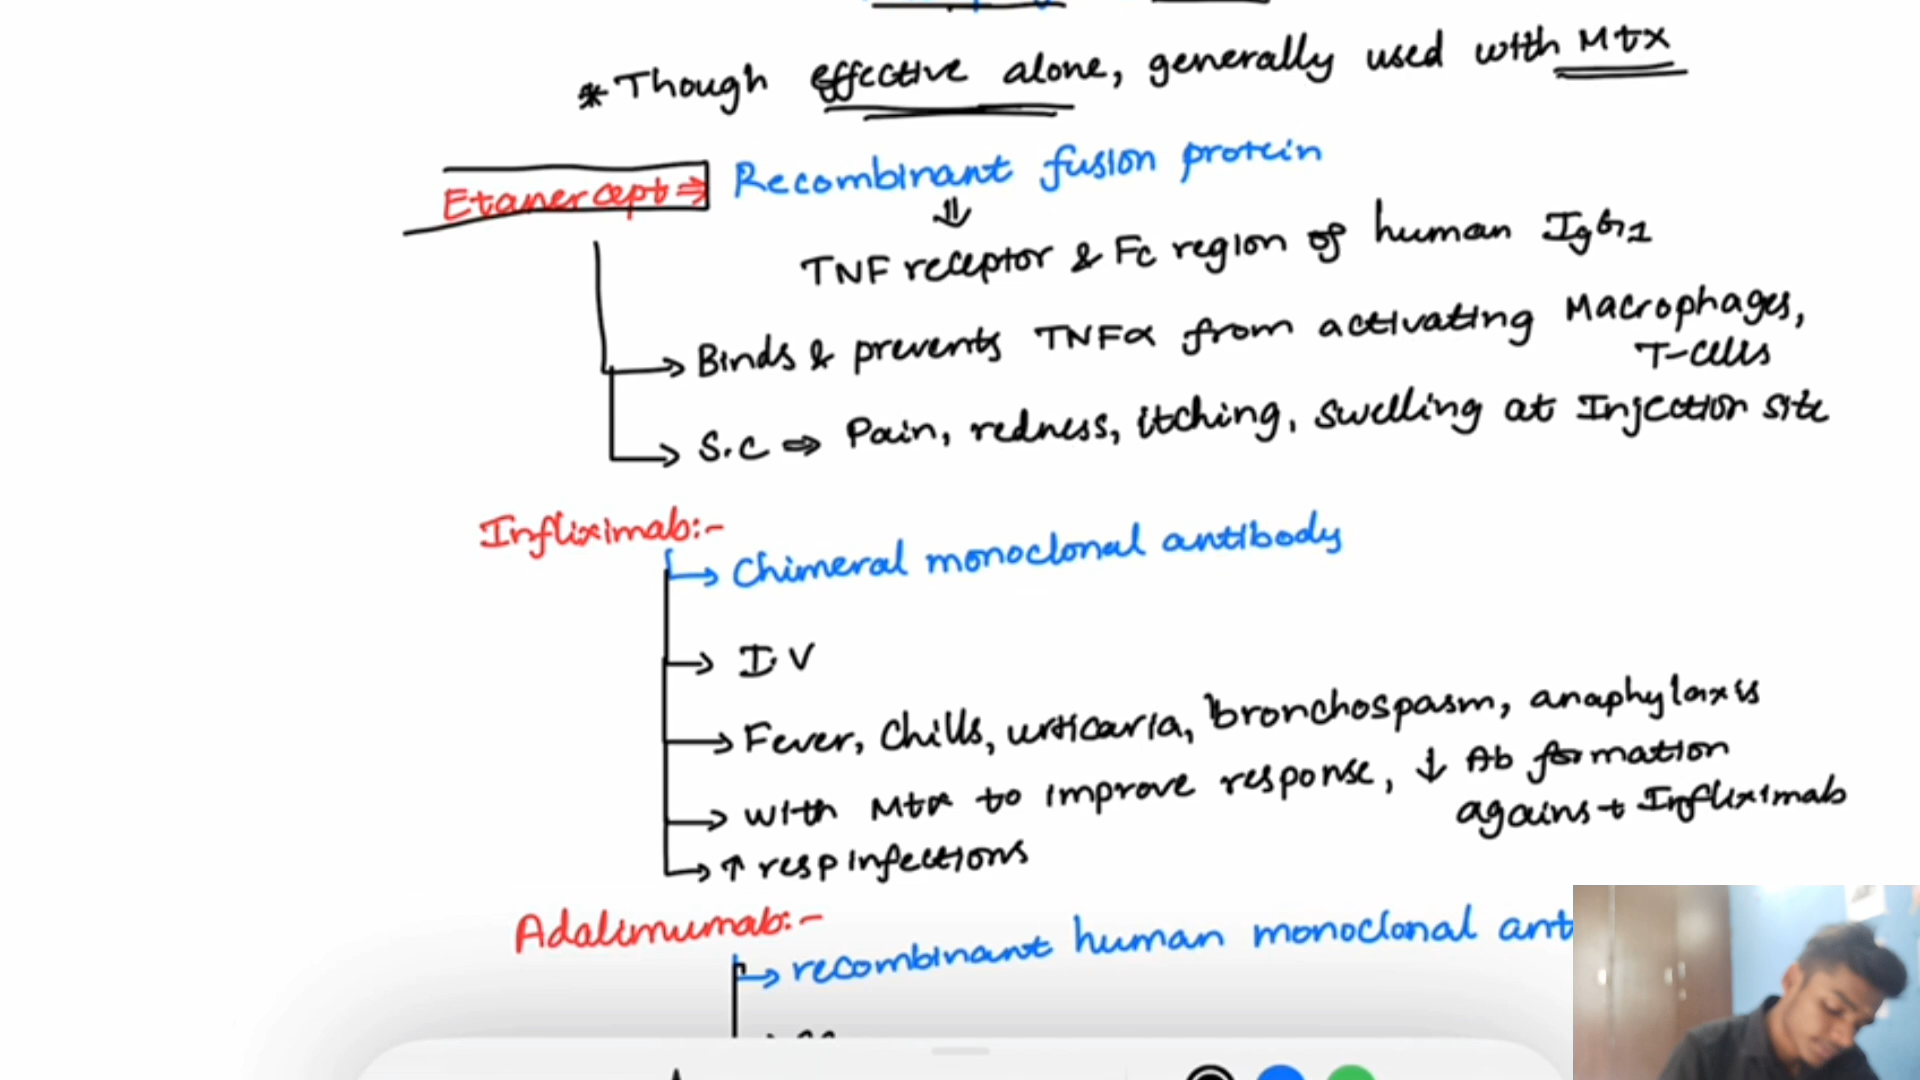 *Though effective alone, generally used with Mtx
Etanercept ⇒ Recombinant fusion protein
⇓
TNF receptor & Fc region of human IgG1
→ Binds & prevents TNFα from activating Macrophages,
T-cells
→ S.C ⇒ Pain, redness, itching, swelling at Injection site
Infliximab:-
→ Chimeral monoclonal antibody
→ I.V
→ Fever, Chills, urticaria, bronchospasm, anaphylaxis
→ with Mtx to improve response, ↓ Ab formation
against Infliximab
→ ↑ resp infections
Adalimumab:-
→ recombinant human monoclonal ant